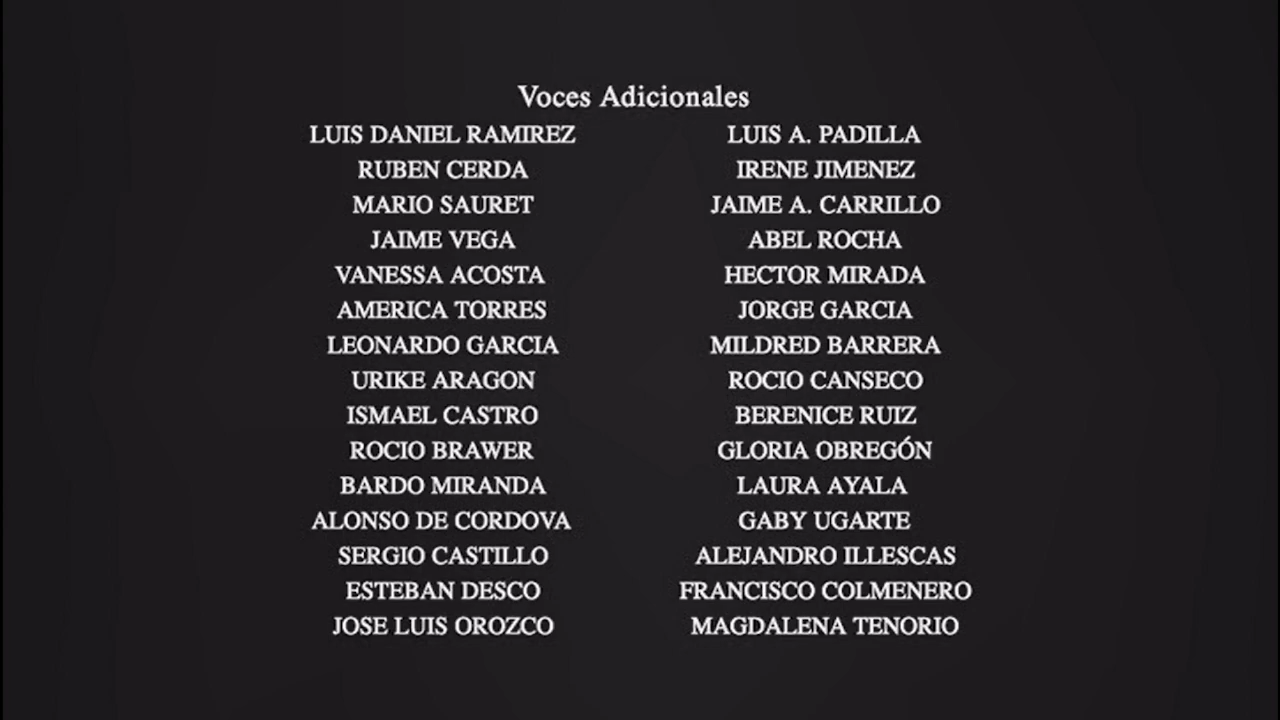 Voces Adicionales
LUIS DANIEL RAMIREZ LUIS A. PADILLA
RUBEN CERDA IRENE JIMENEZ
MARIO SAURET JAIME A. CARRILLO
JAIME VEGA ABEL ROCHA
VANESSA ACOSTA HECTOR MIRADA
AMERICA TORRES JORGE GARCIA
LEONARDO GARCIA MILDRED BARRERA
URIKE ARAGON ROCIO CANSECO
ISMAEL CASTRO BERENICE RUIZ
ROCIO BRAWER GLORIA OBREGÓN
BARDO MIRANDA LAURA AYALA
ALONSO DE CORDOVA GABY UGARTE
SERGIO CASTILLO ALEJANDRO ILLESCAS
ESTEBAN DESCO FRANCISCO COLMENERO
JOSE LUIS OROZCO MAGDALENA TENORIO